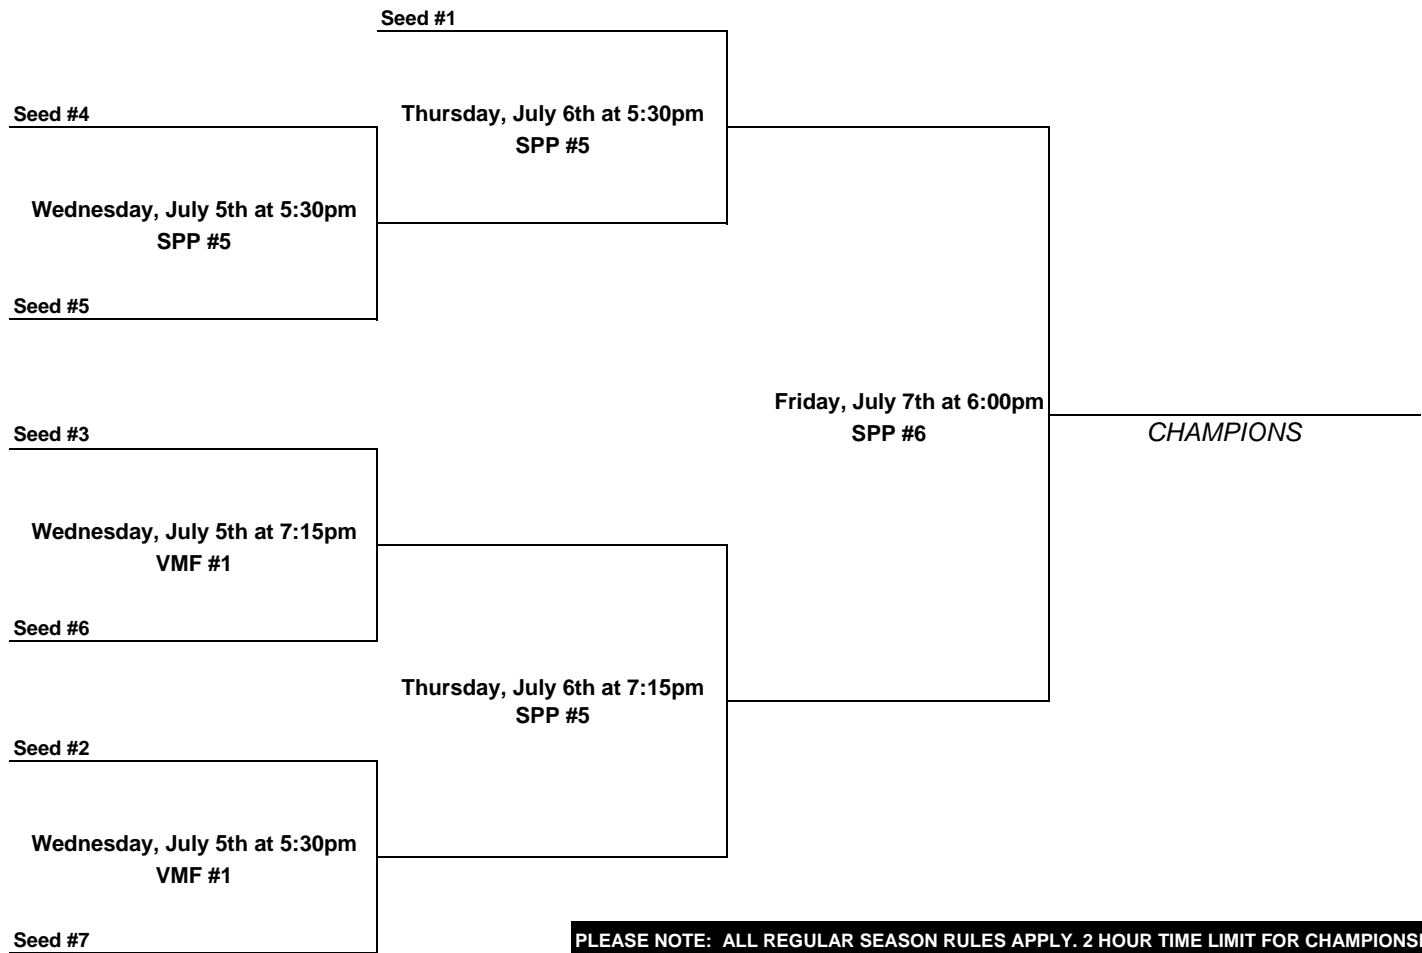 Seed #1
Seed #4
Thursday, July 6th at 5:30pm
SPP #5
Wednesday, July 5th at 5:30pm
SPP #5
Seed #5
Friday, July 7th at 6:00pm
SPP #6
CHAMPIONS
Seed #3
Wednesday, July 5th at 7:15pm
VMF #1
Seed #6
Thursday, July 6th at 7:15pm
SPP #5
Seed #2
Wednesday, July 5th at 5:30pm
VMF #1
Seed #7
PLEASE NOTE: ALL REGULAR SEASON RULES APPLY. 2 HOUR TIME LIMIT FOR